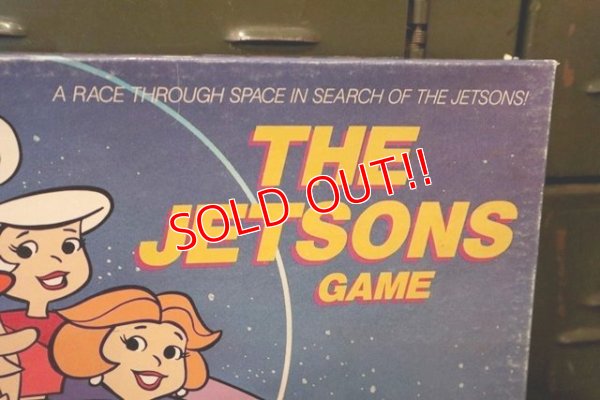 A RACE THROUGH SPACE IN SEARCH OF THE JETSONS!
THE
JETSONS
GAME
SOLD OUT!!